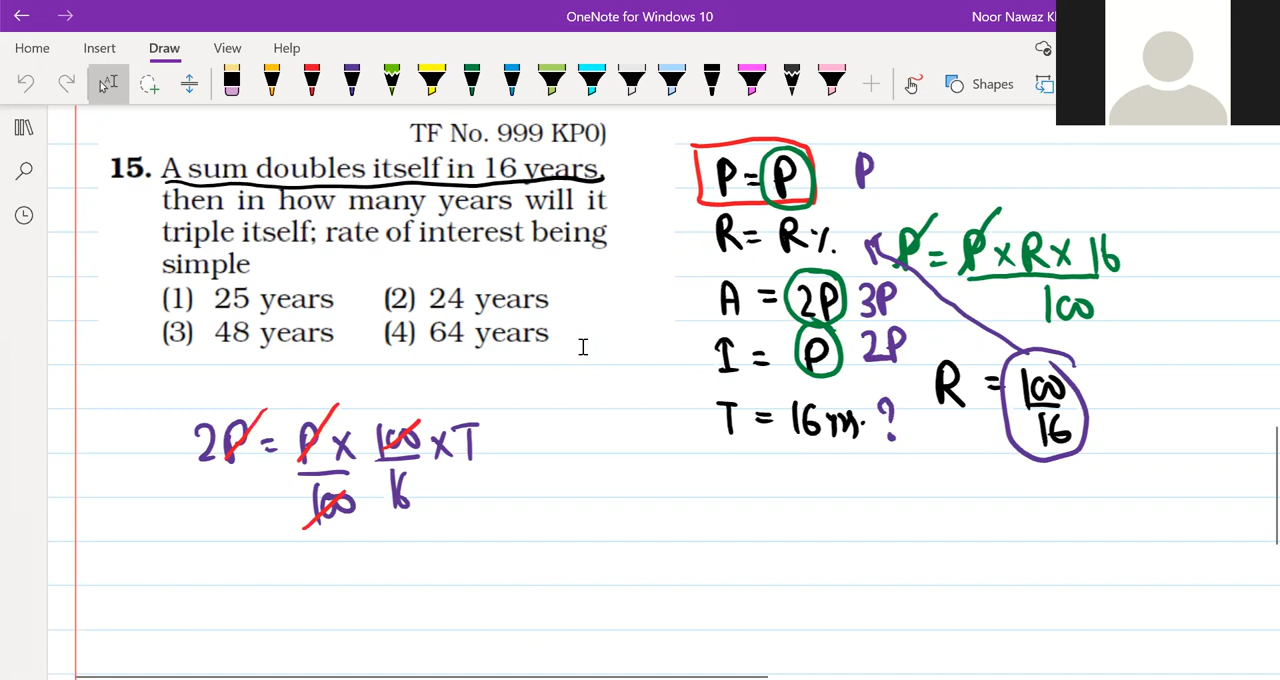 OneNote for Windows 10
Noor Nawaz Kl
Home Insert Draw View Help
Shapes
TF No. 999 KP0)
15. A sum doubles itself in 16 years,
then in how many years will it
triple itself; rate of interest being
simple
(1) 25 years (2) 24 years
(3) 48 years (4) 64 years
2P = P × 100 × T
100 16
P = P P
R = R%.
A = 2P 3P
I = P 2P
T = 16 yrs. ?
P = P × R × 16
100
R = 100
16